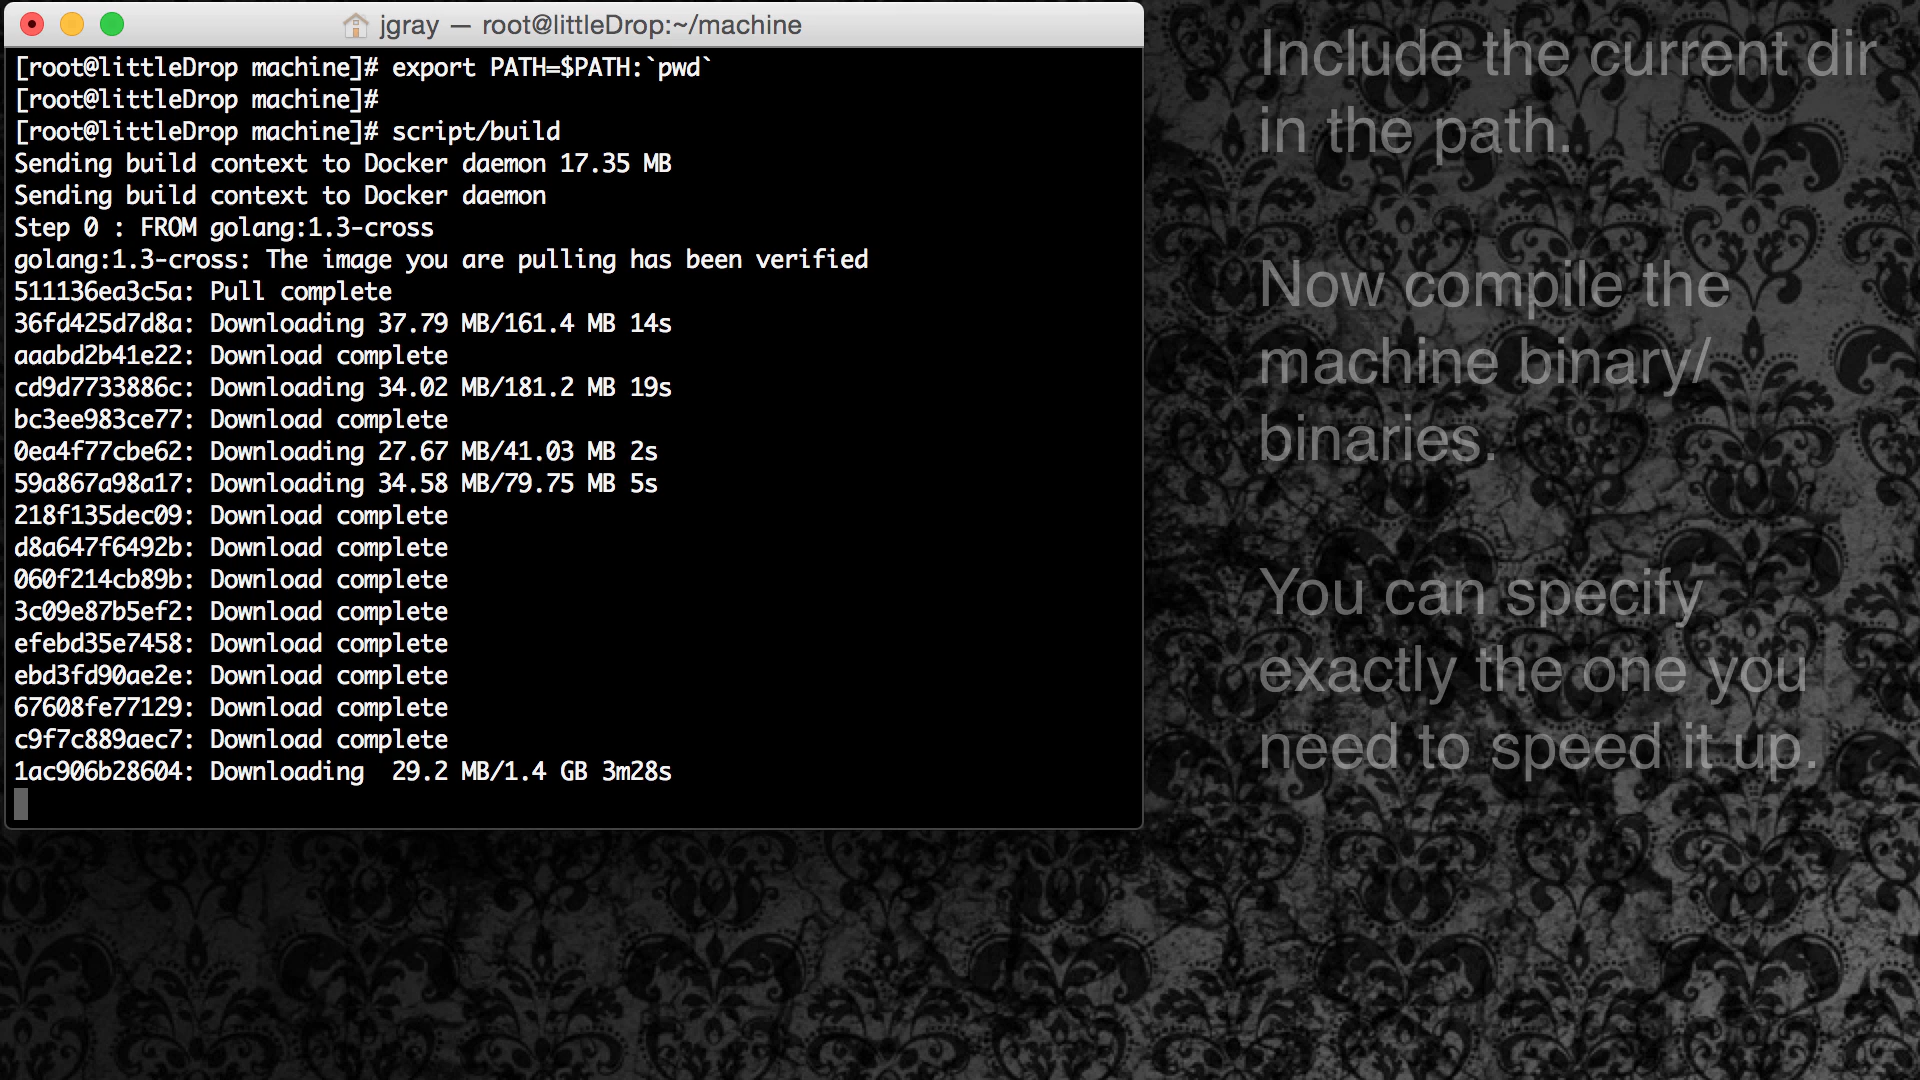 jgray — root@littleDrop:~/machine
[root@littleDrop machine]# export PATH=$PATH:`pwd`
[root@littleDrop machine]#
[root@littleDrop machine]# script/build
Sending build context to Docker daemon 17.35 MB
Sending build context to Docker daemon
Step 0 : FROM golang:1.3-cross
golang:1.3-cross: The image you are pulling has been verified
511136ea3c5a: Pull complete
36fd425d7d8a: Downloading 37.79 MB/161.4 MB 14s
aaabd2b41e22: Download complete
cd9d7733886c: Downloading 34.02 MB/181.2 MB 19s
bc3ee983ce77: Download complete
0ea4f77cbe62: Downloading 27.67 MB/41.03 MB 2s
59a867a98a17: Downloading 34.58 MB/79.75 MB 5s
218f135dec09: Download complete
d8a647f6492b: Download complete
060f214cb89b: Download complete
3c09e87b5ef2: Download complete
efebd35e7458: Download complete
ebd3fd90ae2e: Download complete
67608fe77129: Download complete
c9f7c889aec7: Download complete
1ac906b28604: Downloading  29.2 MB/1.4 GB 3m28s
Include the current dir
in the path.
Now compile the
machine binary/
binaries.
You can specify
exactly the one you
need to speed it up.